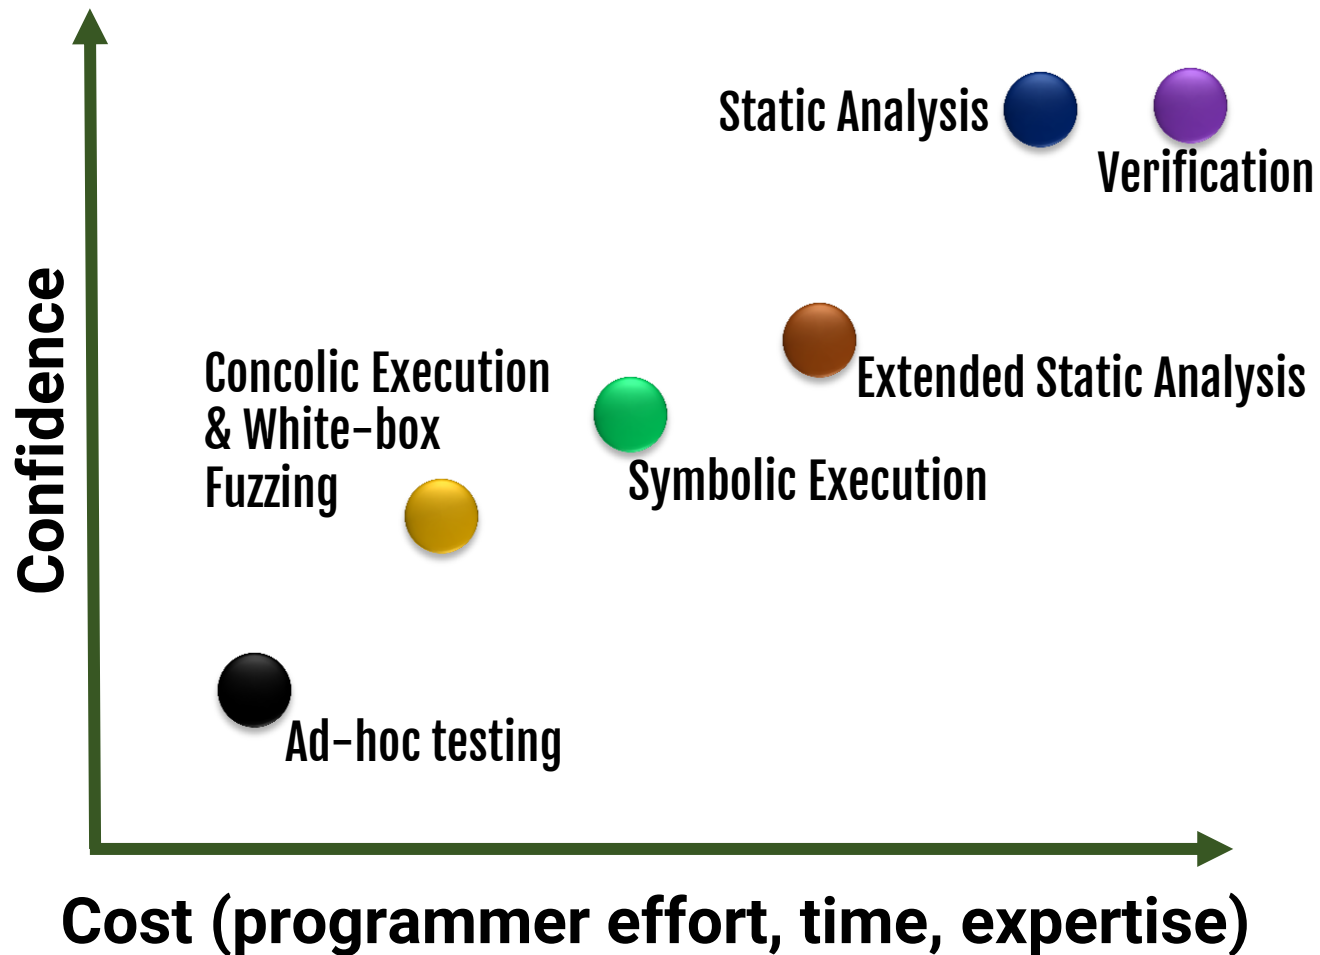 Static Analysis
Verification
Confidence
Concolic Execution
& White-box
Fuzzing
Extended Static Analysis
Symbolic Execution
Ad-hoc testing
Cost (programmer effort, time, expertise)